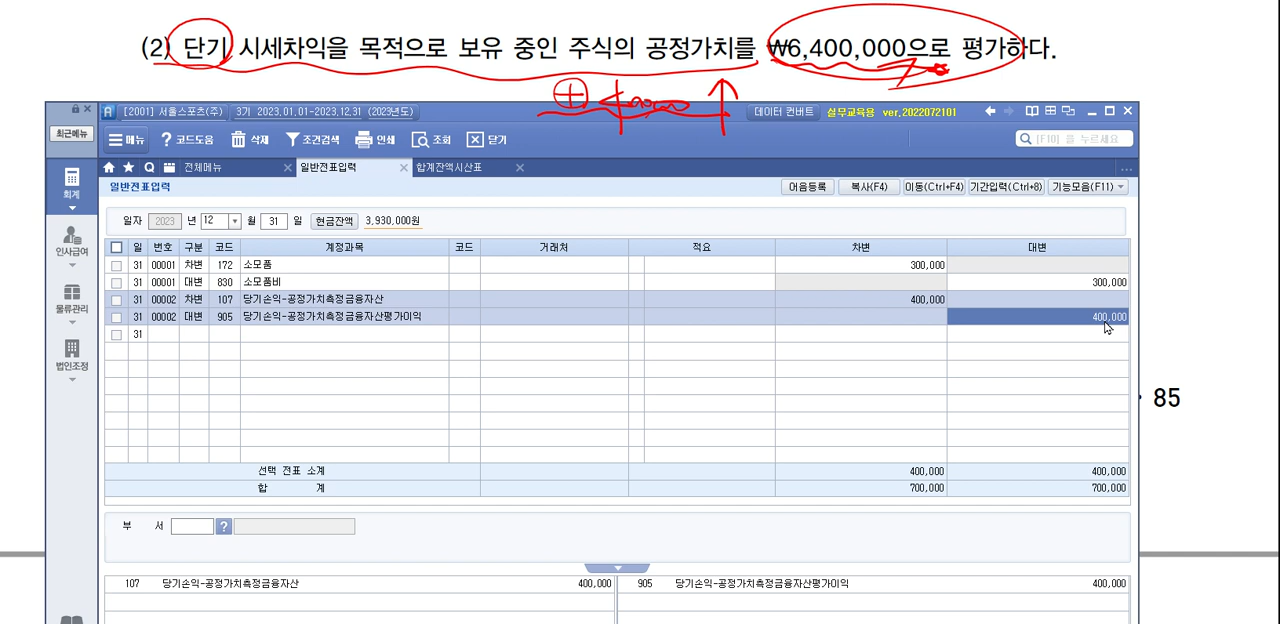 (2) 단기 시세차익을 목적으로 보유 중인 주식의 공정가치를 ₩6,400,000으로 평가하다.
최근메뉴
[2001] 서울스포츠(주) 3기 2023.01.01~2023.12.31 (2023년도) 데이터 컨버트 실무교육용 ver.2022072101
메뉴 ? 코드도움 삭제 조건검색 인쇄 조회 닫기 [F10] 을 누르세요
전체메뉴 일반전표입력 합계잔액시산표
회계
인사급여
물류관리
법인조정
일반전표입력 어음등록 복사(F4) 이동(Ctrl+F4) 기간입력(Ctrl+8) 기능모음(F11)
일자 2023 년 12 월 31 일 현금잔액 3,930,000원
일 번호 구분 코드 계정과목 코드 거래처 적요 차변 대변
31 00001 차변 172 소모품 300,000
31 00001 대변 830 소모품비 300,000
31 00002 차변 107 당기손익-공정가치측정금융자산 400,000
31 00002 대변 905 당기손익-공정가치측정금융자산평가이익 400,000
31
선택 전표 소계 400,000 400,000
합 계 700,000 700,000
부 서 ?
107 당기손익-공정가치측정금융자산 400,000 905 당기손익-공정가치측정금융자산평가이익 400,000
85